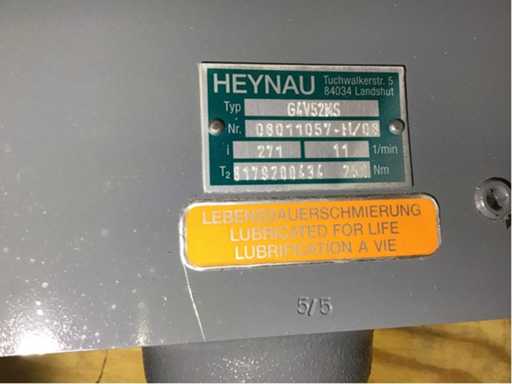 HEYNAU Tuchwalkerstr. 5
84034 Landshut
Typ G4V52WS
Nr.
i 271 11 1/min
T2 Nm
LEBENSDAUERSCHMIERUNG
LUBRICATED FOR LIFE
LUBRIFICATION A VIE
5/5